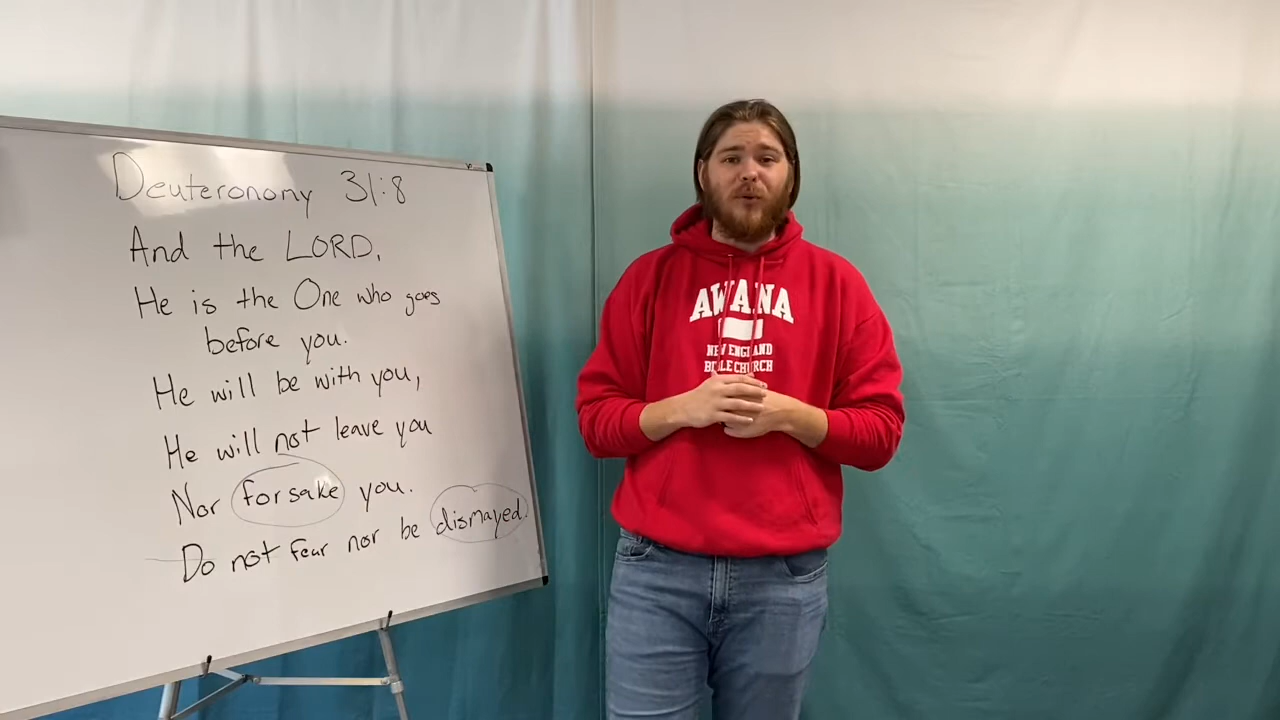 Deuteronomy 31:8
And the LORD,
He is the One who goes
before you.
He will be with you,
He will not leave you
Nor forsake you.
Do not fear nor be dismayed.
AWANA
NEW ENGLAND
BIBLE CHURCH